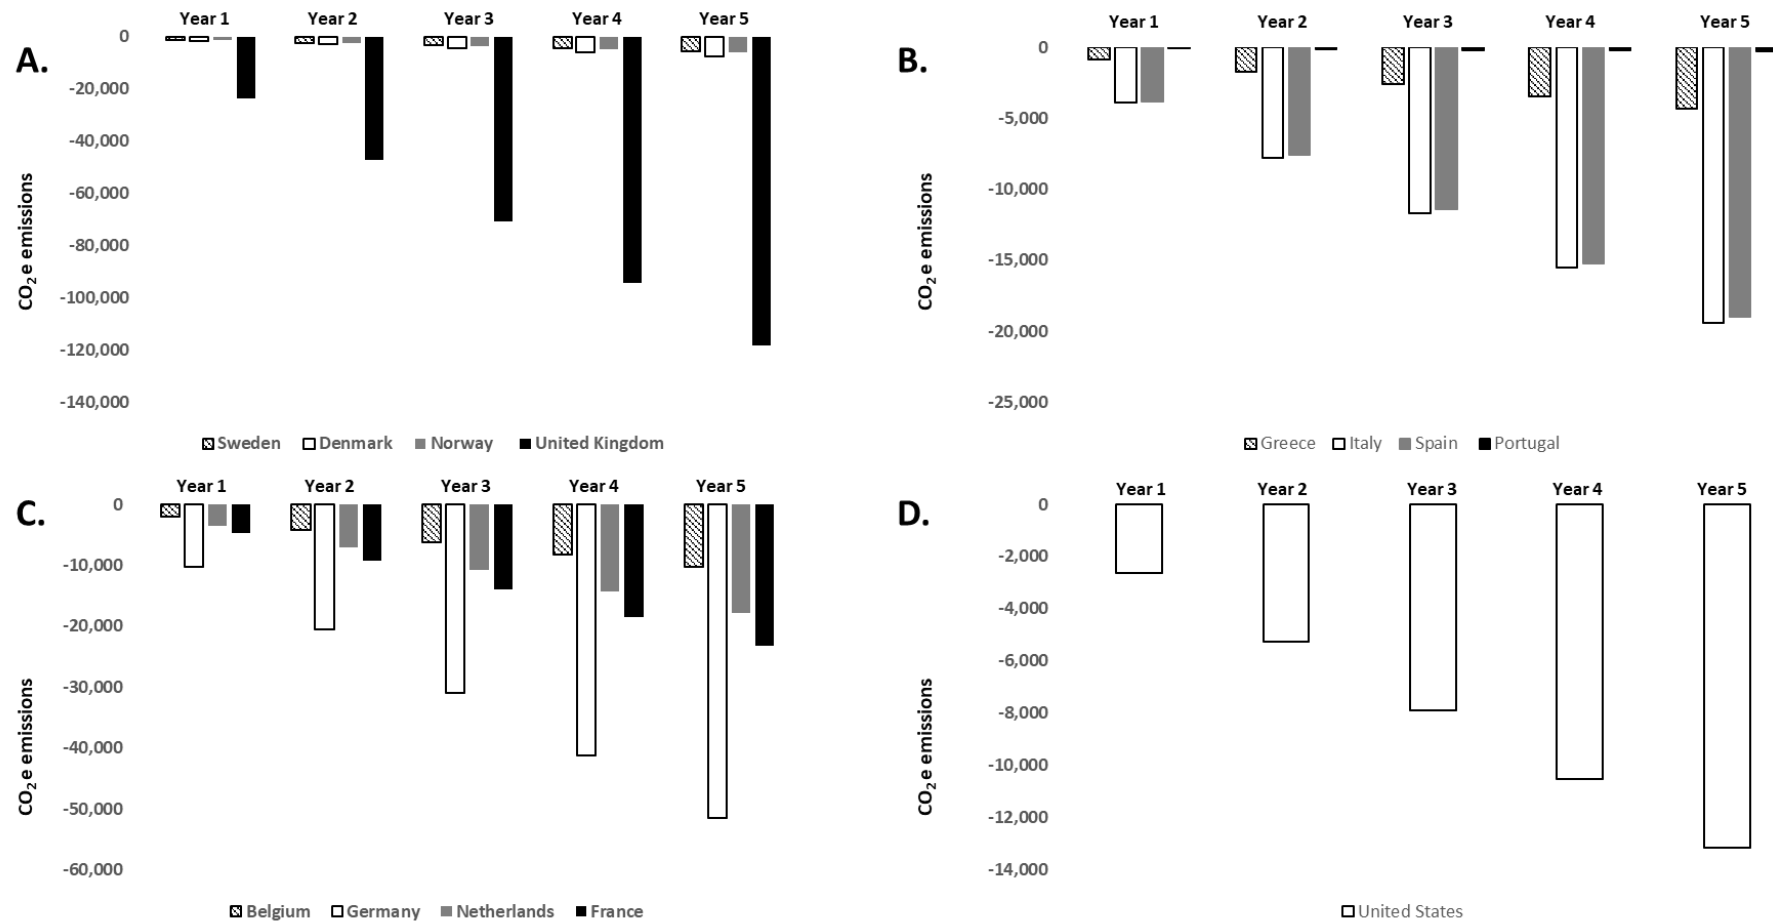 A.
Year 1 Year 2 Year 3 Year 4 Year 5
0
-20,000
-40,000
-60,000
-80,000
-100,000
-120,000
-140,000
CO2e emissions
Sweden Denmark Norway United Kingdom
B.
Year 1 Year 2 Year 3 Year 4 Year 5
0
-5,000
-10,000
-15,000
-20,000
-25,000
CO2e emissions
Greece Italy Spain Portugal
C.
Year 1 Year 2 Year 3 Year 4 Year 5
0
-10,000
-20,000
-30,000
-40,000
-50,000
-60,000
CO2e emissions
Belgium Germany Netherlands France
D.
Year 1 Year 2 Year 3 Year 4 Year 5
0
-2,000
-4,000
-6,000
-8,000
-10,000
-12,000
-14,000
CO2e emissions
United States